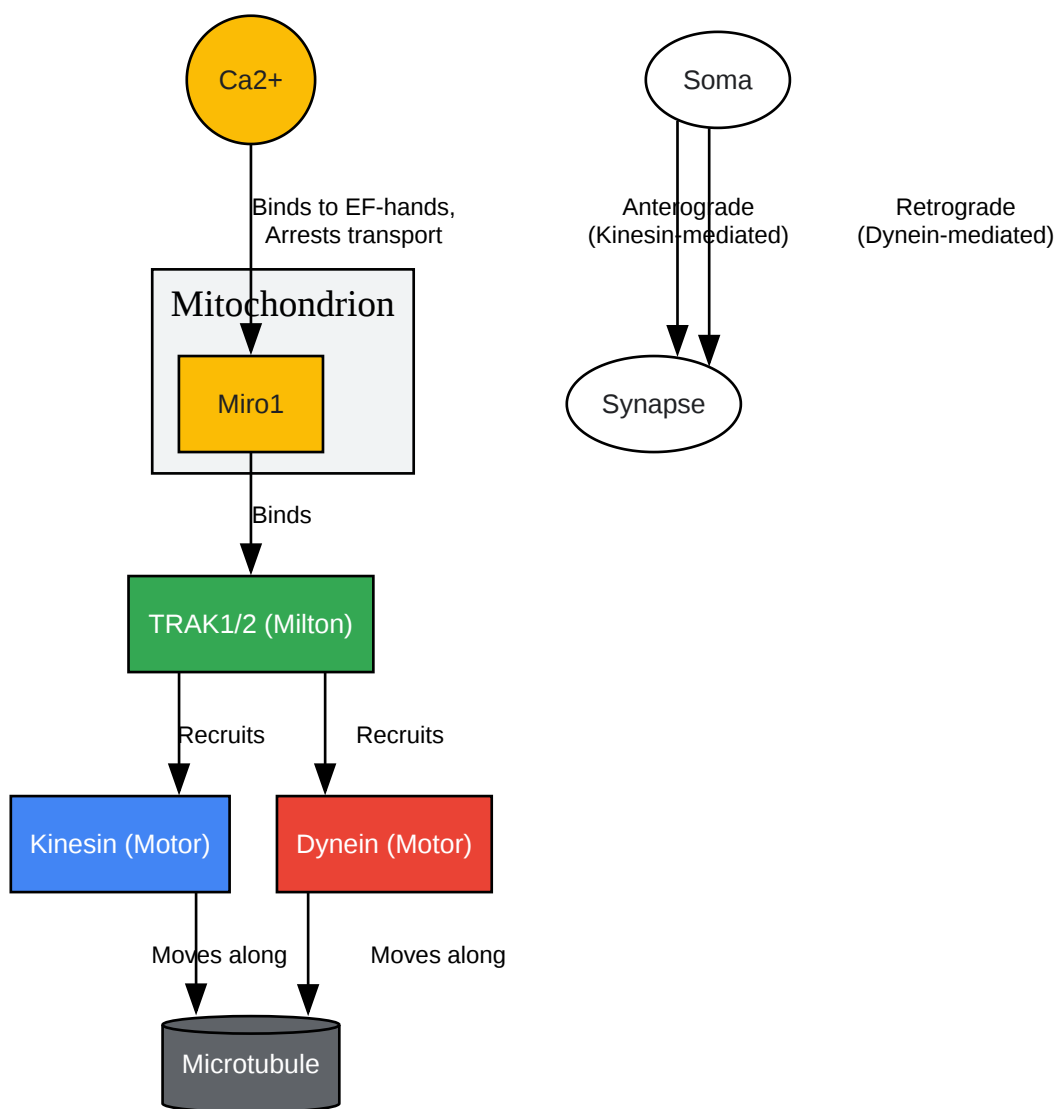 Ca2+
Soma
Binds to EF-hands,
Arrests transport
Anterograde
(Kinesin-mediated)
Retrograde
(Dynein-mediated)
Mitochondrion
Miro1
Synapse
Binds
TRAK1/2 (Milton)
Recruits
Recruits
Kinesin (Motor)
Dynein (Motor)
Moves along
Moves along
Microtubule